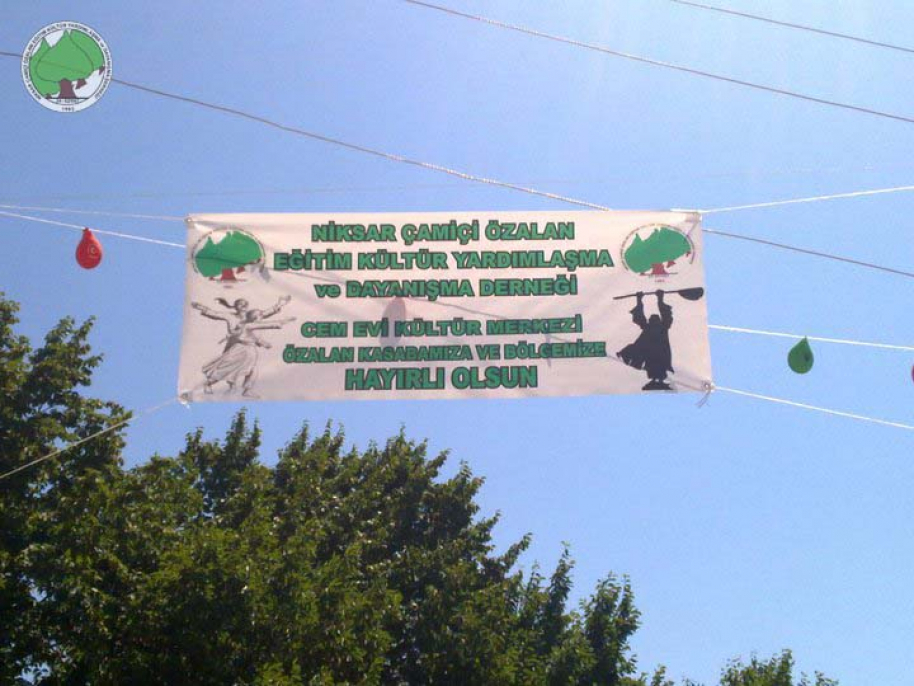 NİKSAR ÇAMİÇİ ÖZALAN
EĞİTİM KÜLTÜR YARDIMLAŞMA
ve DAYANIŞMA DERNEĞİ
CEM EVİ KÜLTÜR MERKEZİ
ÖZALAN KASABAMIZA VE BÖLGEMİZE
HAYIRLI OLSUN